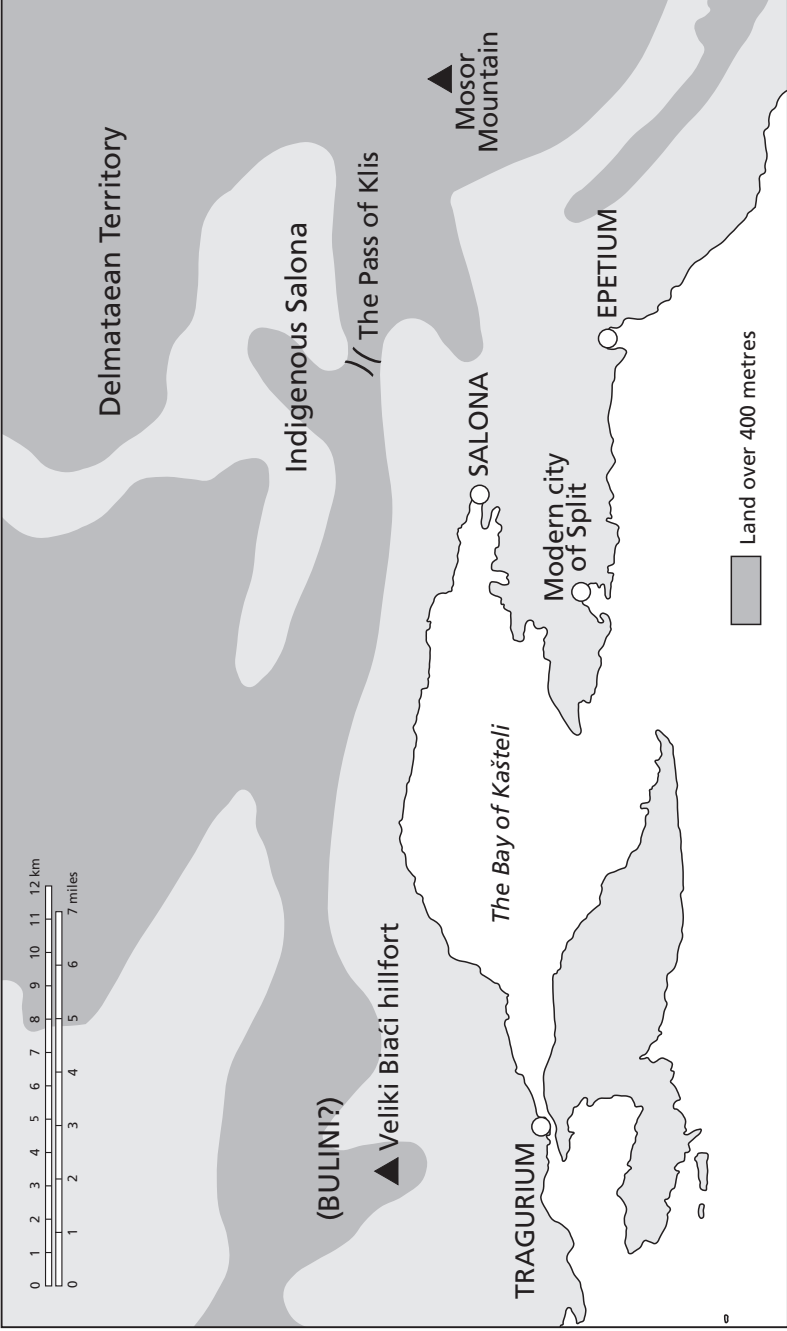 0 1 2 3 4 5 6 7 8 9 10 11 12 km
0 1 2 3 4 5 6 7 miles
Delmataean Territory
Indigenous Salona
(BULINI?)
The Pass of Klis
Veliki Biaći hillfort
Mosor
Mountain
SALONA
The Bay of Kašteli
TRAGURIUM
Modern city
of Split
EPETIUM
Land over 400 metres